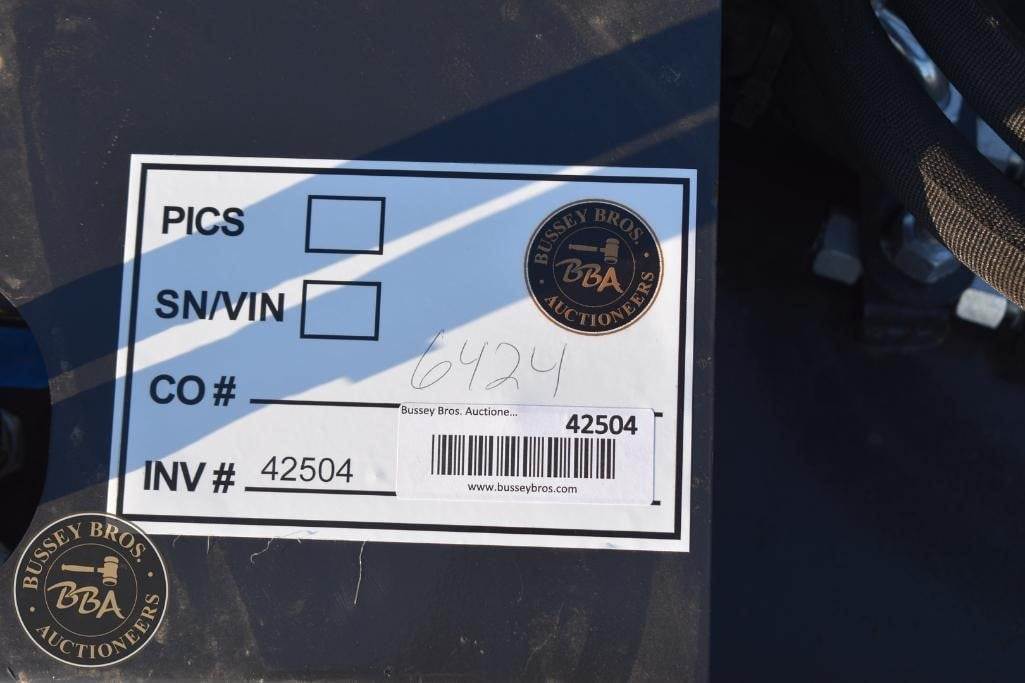 PICS
BUSSEY BROS.
BBA
AUCTIONEERS
SN/VIN
CO # 6424
Bussey Bros. Auctione...
42504
INV # 42504
www.busseybros.com
BUSSEY BROS.
BBA
AUCTIONEERS